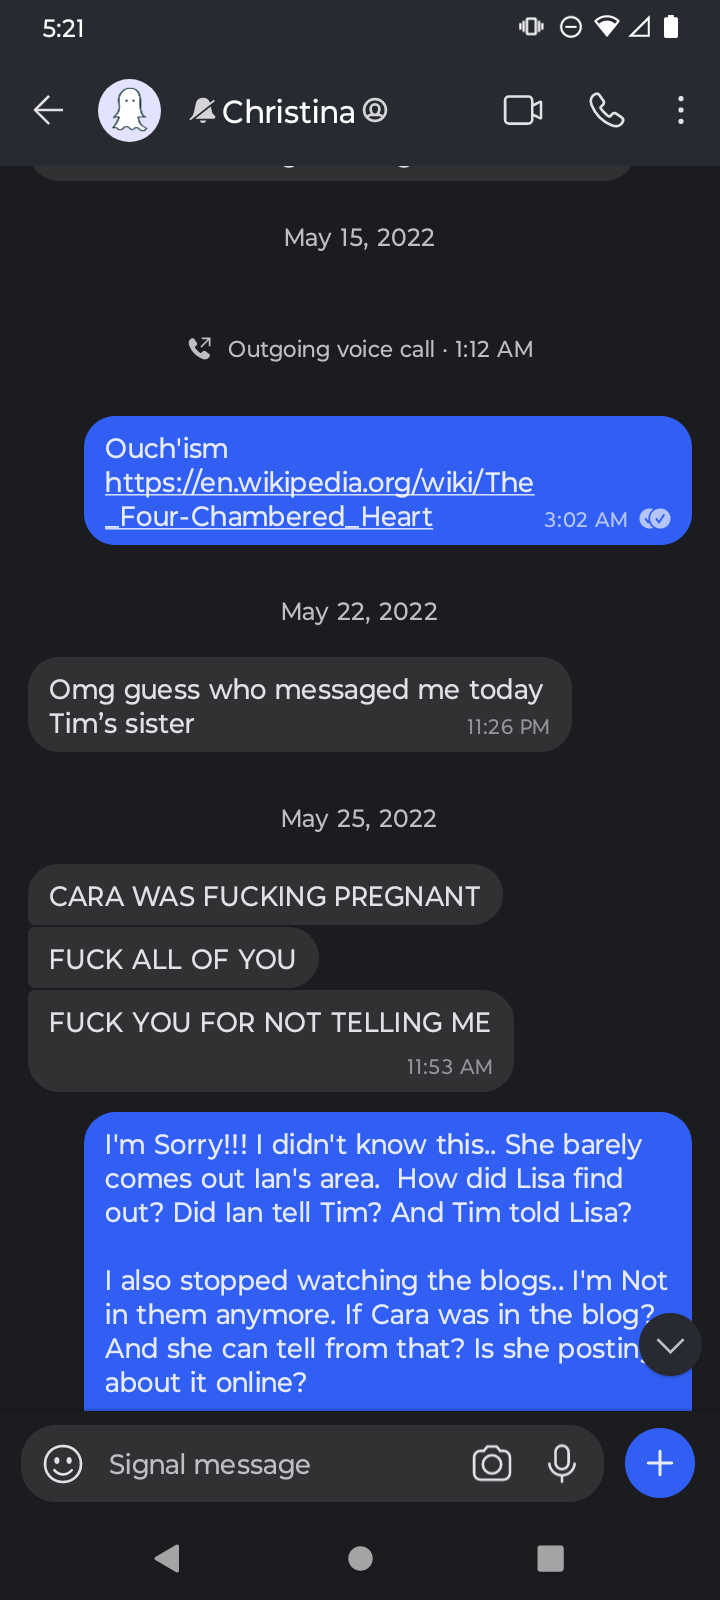 5:21
Christina
May 15, 2022
Outgoing voice call · 1:12 AM
Ouch'ism
https://en.wikipedia.org/wiki/The
_Four-Chambered_Heart
3:02 AM
May 22, 2022
Omg guess who messaged me today
Tim’s sister
11:26 PM
May 25, 2022
CARA WAS FUCKING PREGNANT
FUCK ALL OF YOU
FUCK YOU FOR NOT TELLING ME
11:53 AM
I'm Sorry!!! I didn't know this.. She barely
comes out Ian's area.  How did Lisa find
out? Did Ian tell Tim? And Tim told Lisa?
I also stopped watching the blogs.. I'm Not
in them anymore. If Cara was in the blog?
And she can tell from that? Is she posting
about it online?
Signal message